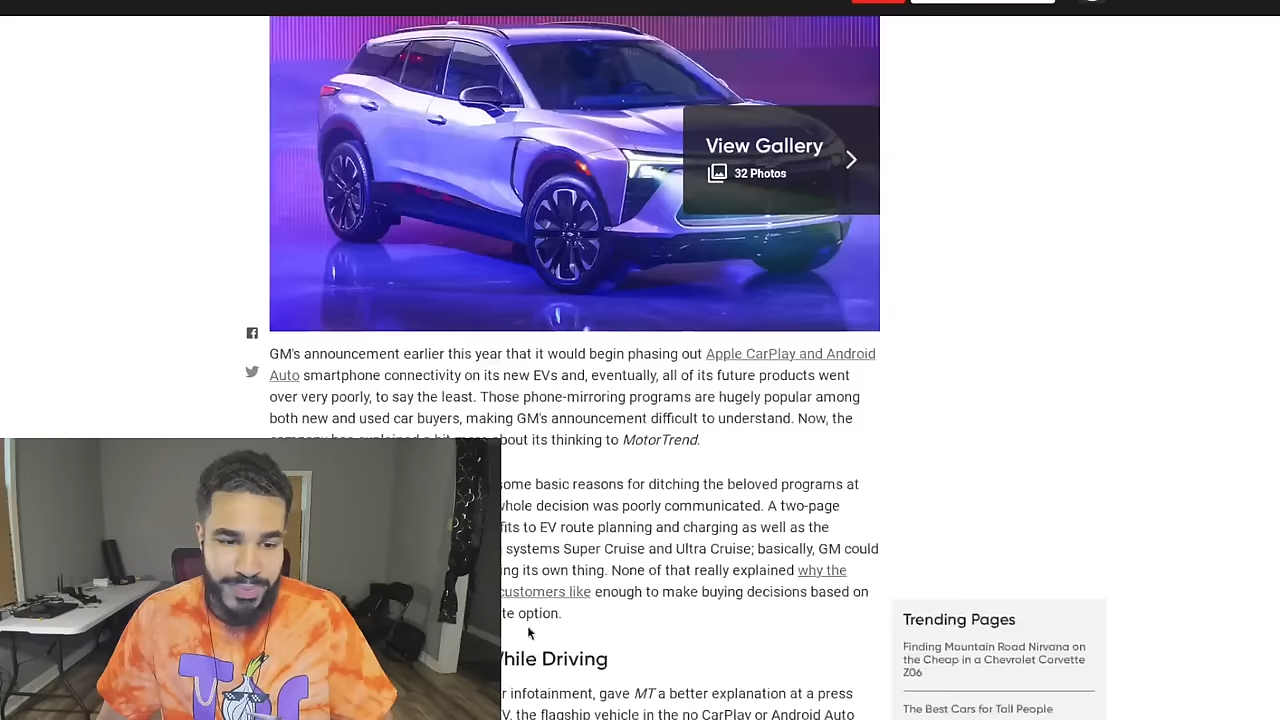 View Gallery
32 Photos
GM's announcement earlier this year that it would begin phasing out Apple CarPlay and Android
Auto smartphone connectivity on its new EVs and, eventually, all of its future products went
over very poorly, to say the least. Those phone-mirroring programs are hugely popular among
both new and used car buyers, making GM's announcement difficult to understand. Now, the
about its thinking to MotorTrend.
some basic reasons for ditching the beloved programs at
whole decision was poorly communicated. A two-page
fits to EV route planning and charging as well as the
systems Super Cruise and Ultra Cruise; basically, GM could
ing its own thing. None of that really explained why the
customers like enough to make buying decisions based on
te option.
While Driving
r infotainment, gave MT a better explanation at a press
V, the flagship vehicle in the no CarPlay or Android Auto
Trending Pages
Finding Mountain Road Nirvana on
the Cheap in a Chevrolet Corvette
Z06
The Best Cars for Tall People